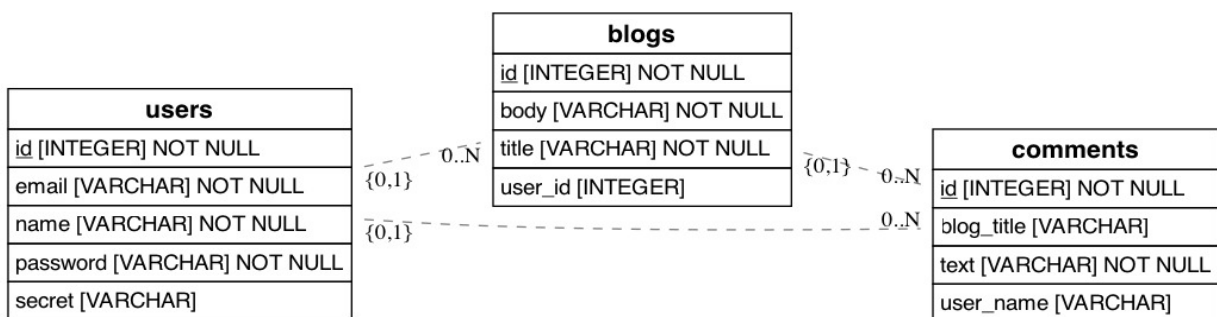 users
id [INTEGER] NOT NULL
email [VARCHAR] NOT NULL
name [VARCHAR] NOT NULL
password [VARCHAR] NOT NULL
secret [VARCHAR]
{0,1}
0..N
{0,1}
0..N
blogs
id [INTEGER] NOT NULL
body [VARCHAR] NOT NULL
title [VARCHAR] NOT NULL
user_id [INTEGER]
{0,1}
0..N
comments
id [INTEGER] NOT NULL
blog_title [VARCHAR]
text [VARCHAR] NOT NULL
user_name [VARCHAR]